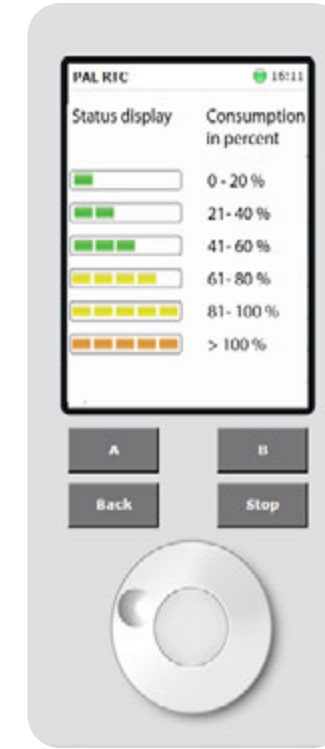 PAL RTC 16:11
Status display Consumption
in percent
0 - 20 %
21- 40 %
41- 60 %
61- 80 %
81- 100 %
> 100 %
A B
Back Stop